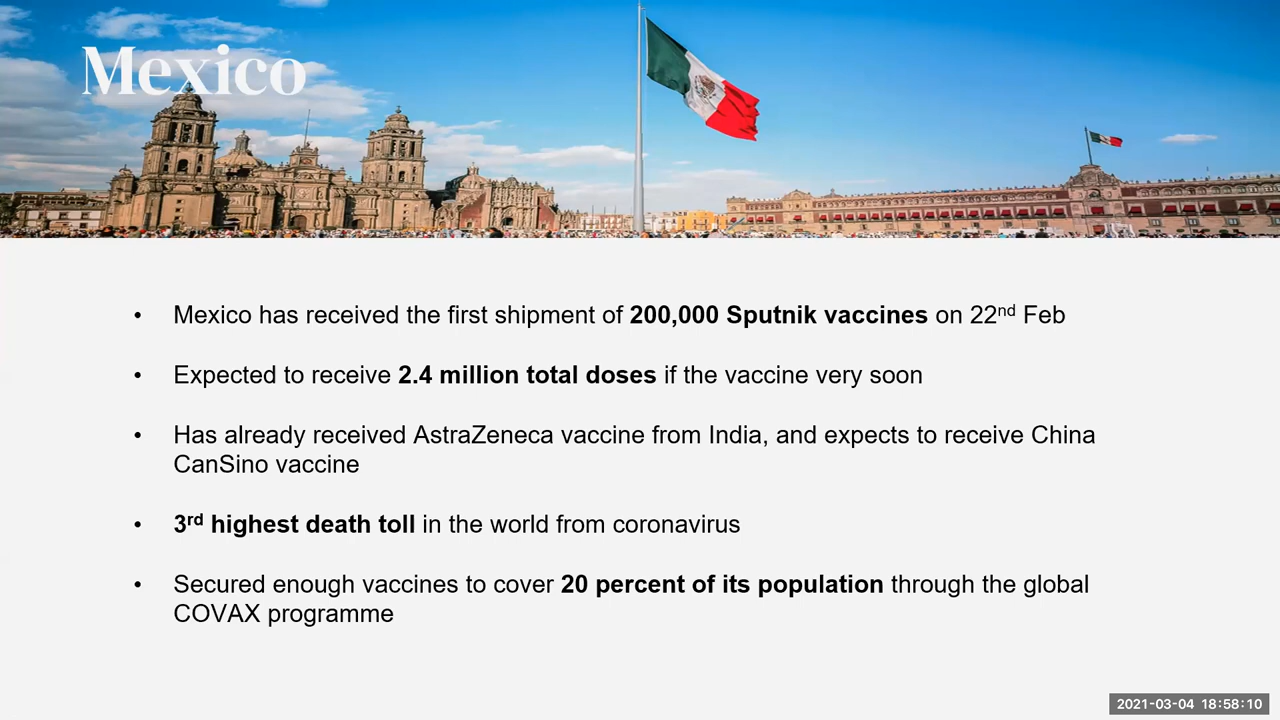 Mexico
• Mexico has received the first shipment of 200,000 Sputnik vaccines on 22nd Feb
• Expected to receive 2.4 million total doses if the vaccine very soon
• Has already received AstraZeneca vaccine from India, and expects to receive China
CanSino vaccine
• 3rd highest death toll in the world from coronavirus
• Secured enough vaccines to cover 20 percent of its population through the global
COVAX programme
2021-03-04 18:58:10